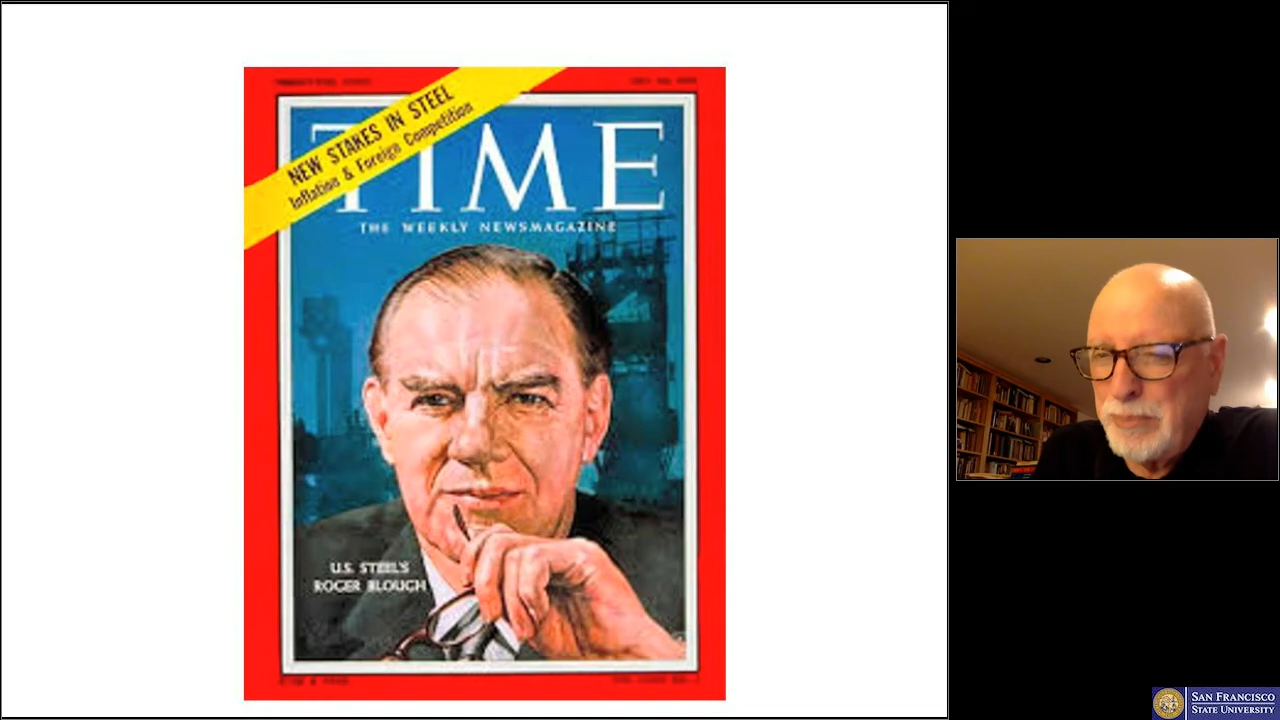 NEW STAKES IN STEEL
Inflation & Foreign Competition
TIME
THE WEEKLY NEWSMAGAZINE
U.S. STEEL'S
ROGER BLOUGH
SAN FRANCISCO
STATE UNIVERSITY